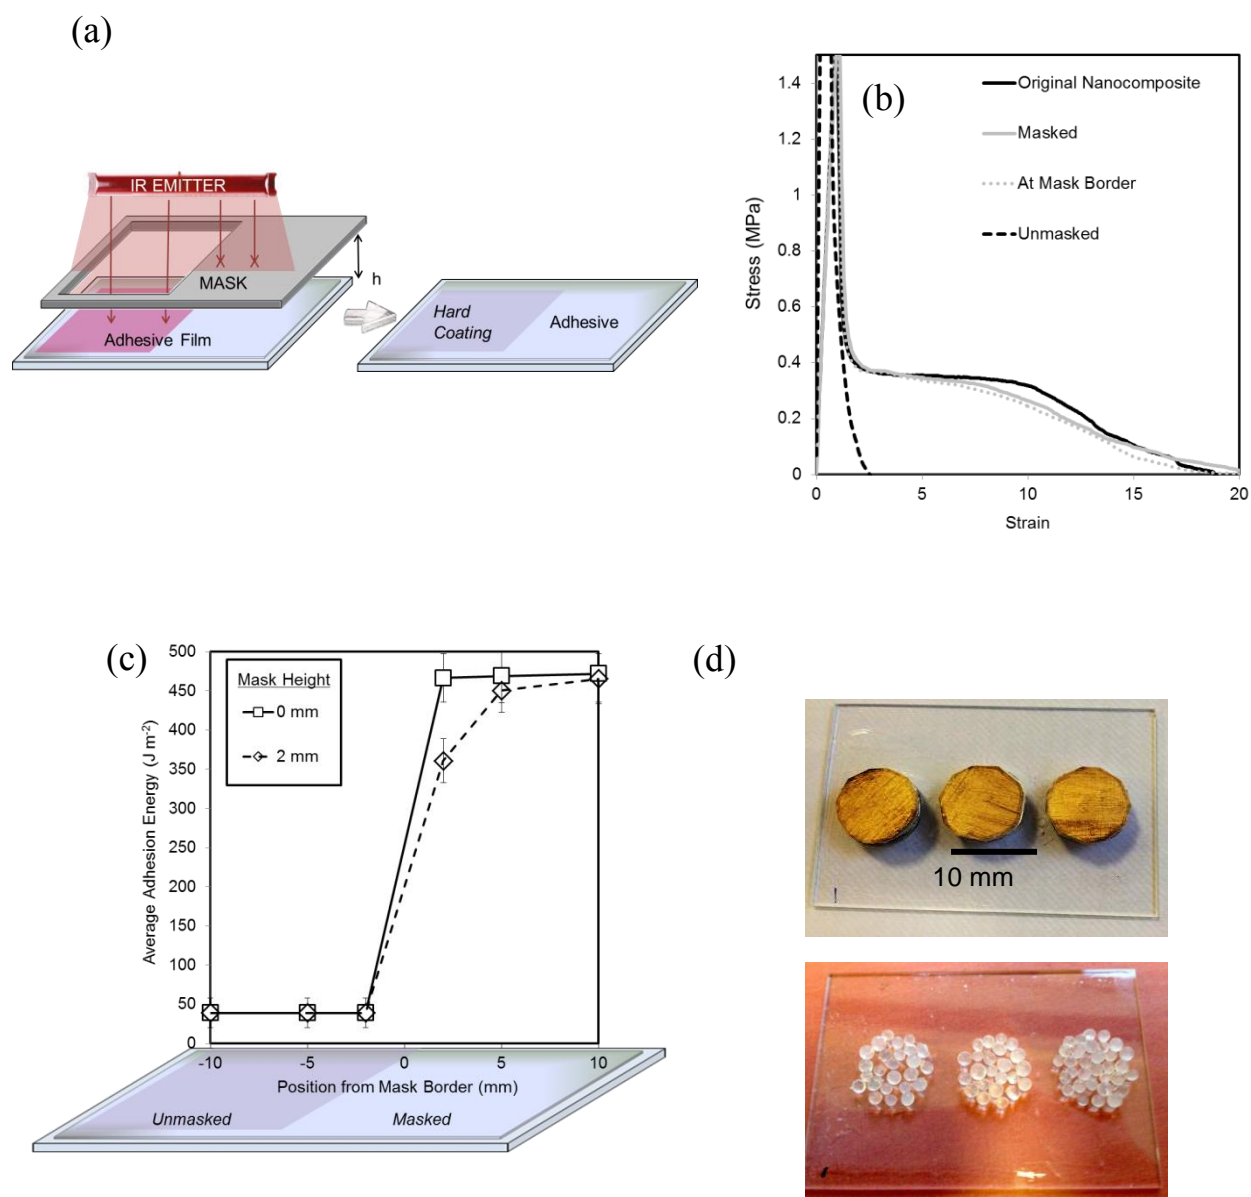 (a)
IR EMITTER
MASK
h
Adhesive Film
Hard
Coating
Adhesive
(b)
Original Nanocomposite
Masked
At Mask Border
Unmasked
Stress (MPa)
1.4
1.2
1
0.8
0.6
0.4
0.2
0
0 5 10 15 20
Strain
(c)
Mask Height
0 mm
2 mm
Average Adhesion Energy (J m-2)
500
450
400
350
300
250
200
150
100
50
0
-10 -5 0 5 10
Position from Mask Border (mm)
Unmasked
Masked
(d)
10 mm